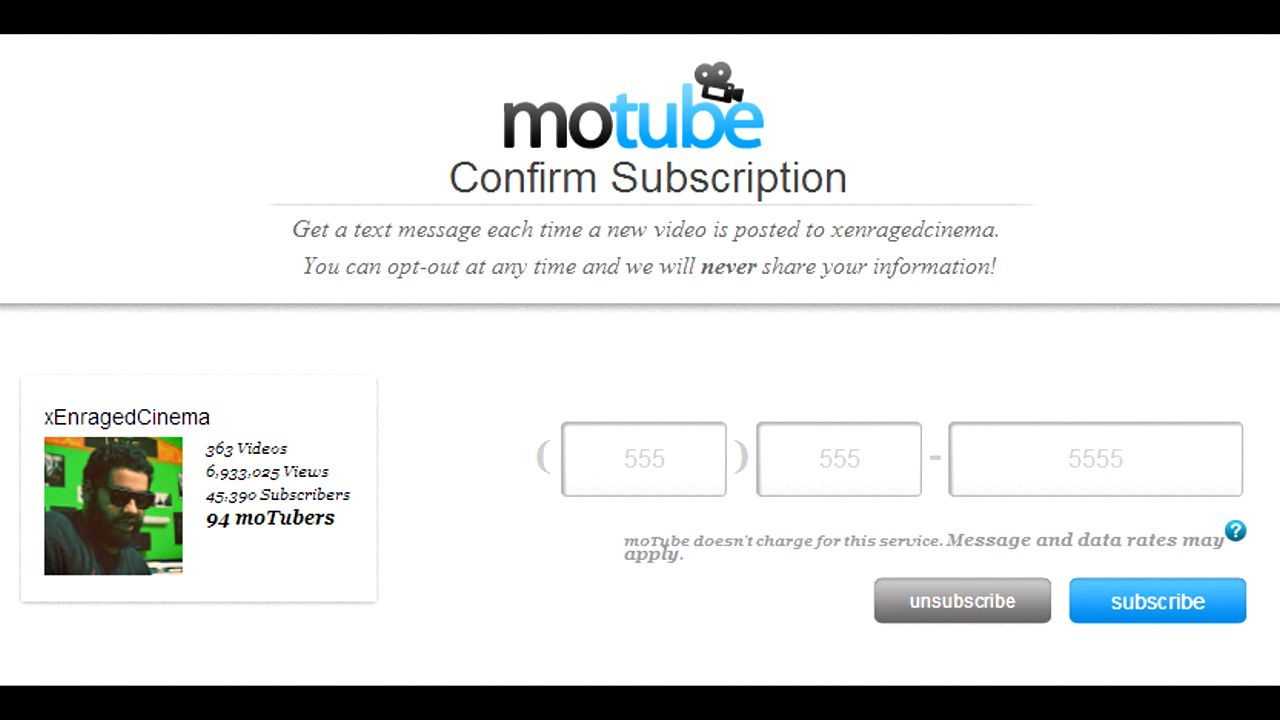 motube
Confirm Subscription
Get a text message each time a new video is posted to xenragedcinema.
You can opt-out at any time and we will never share your information!
xEnragedCinema
363 Videos
6,933,025 Views
45,390 Subscribers
94 moTubers
( 555 ) 555 - 5555
moTube doesn't charge for this service. Message and data rates may ?
apply.
unsubscribe subscribe